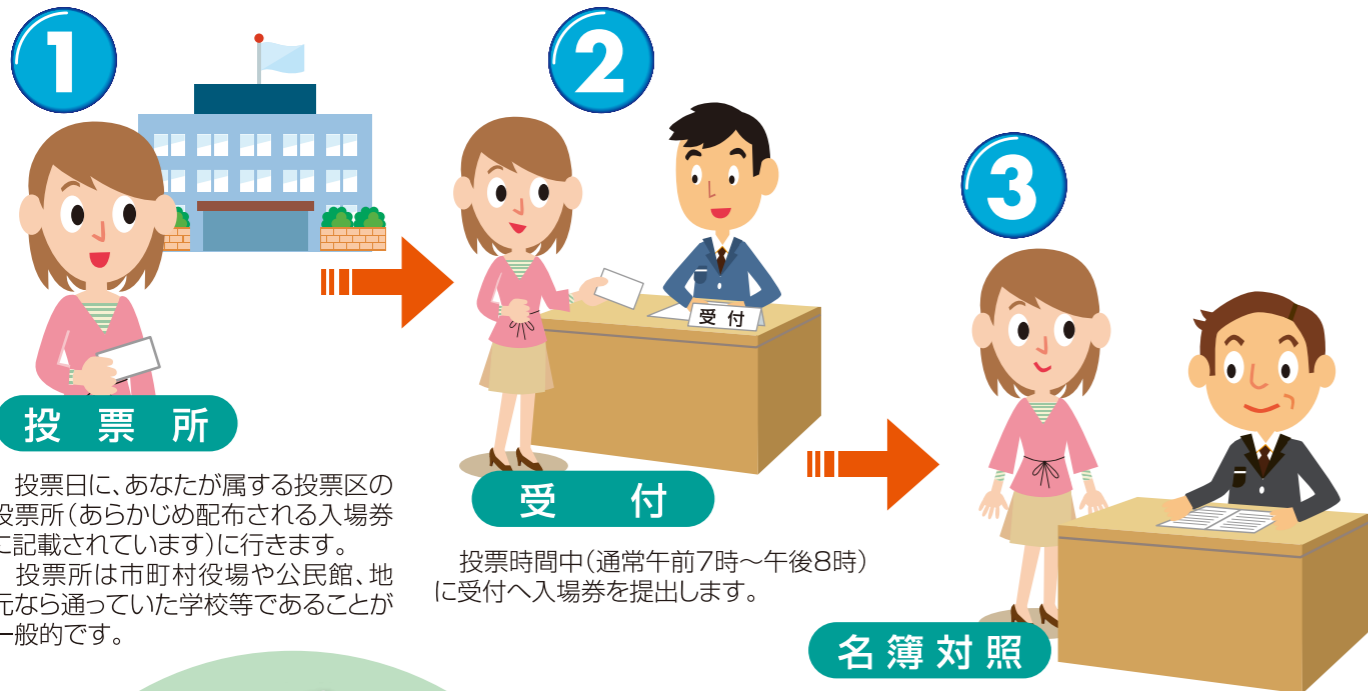 1
投票所
投票日に、あなたが属する投票区の
投票所(あらかじめ配布される入場券
に記載されています)に行きます。
投票所は市町村役場や公民館、地
元なら通っていた学校等であることが
一般的です。
2
受付
受付
投票時間中(通常午前7時～午後8時)
に受付へ入場券を提出します。
3
名簿対照